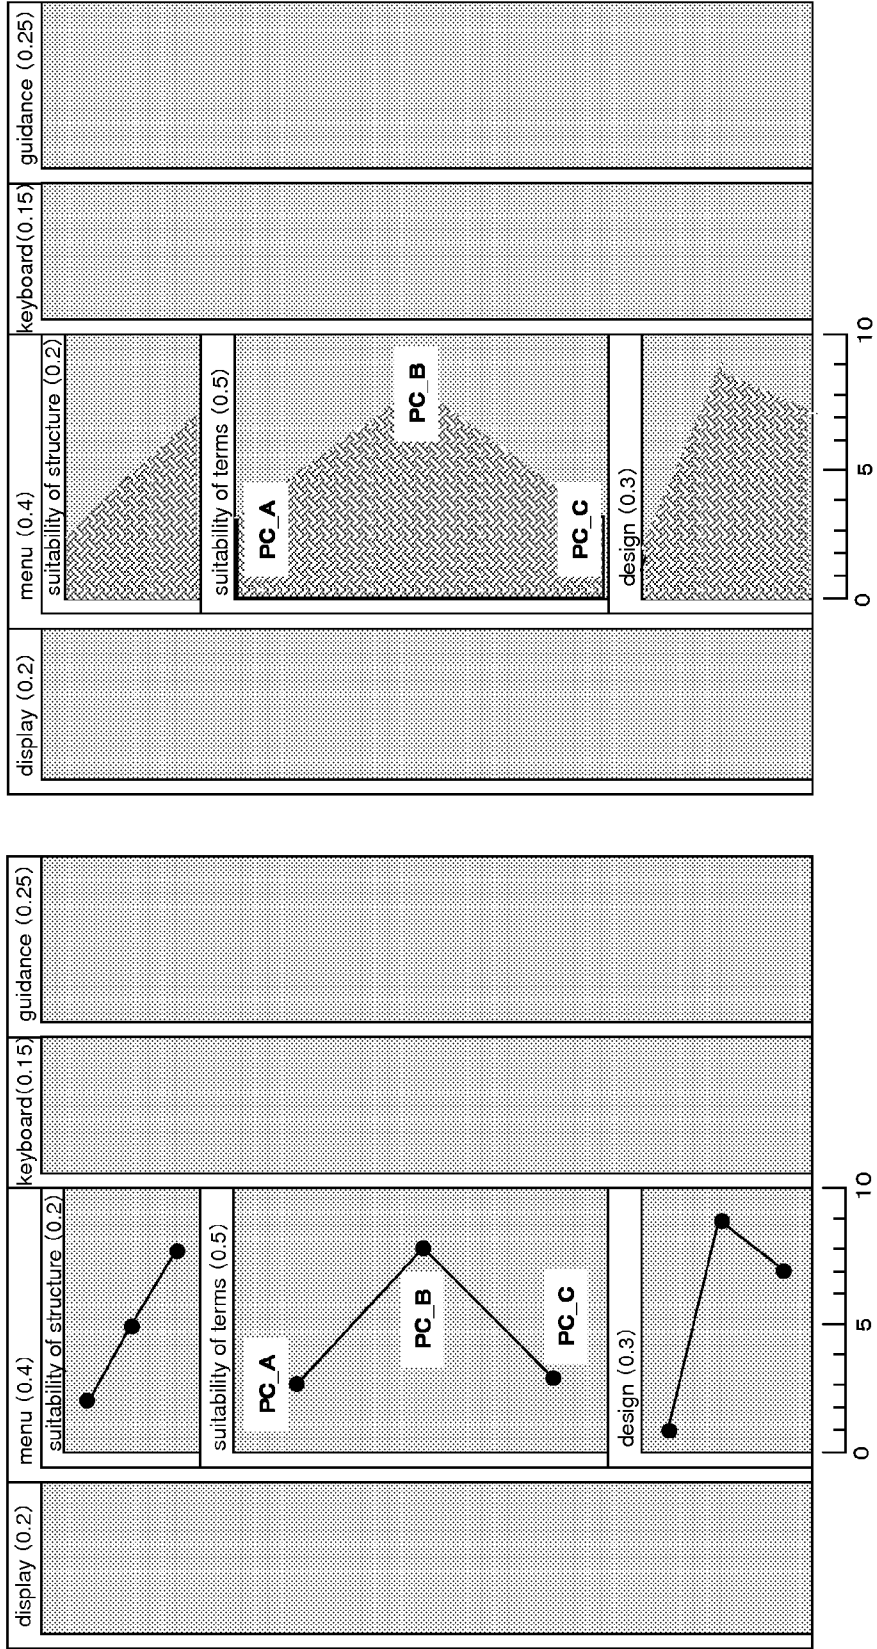 display (0.2)
menu (0.4)
keyboard(0.15)
guidance (0.25)
suitability of structure (0.2)
suitability of terms (0.5)
PC_A
PC_B
PC_C
design (0.3)
0 5 10
display (0.2)
menu (0.4)
keyboard(0.15)
guidance (0.25)
suitability of structure (0.2)
suitability of terms (0.5)
PC_A
PC_B
PC_C
design (0.3)
0 5 10